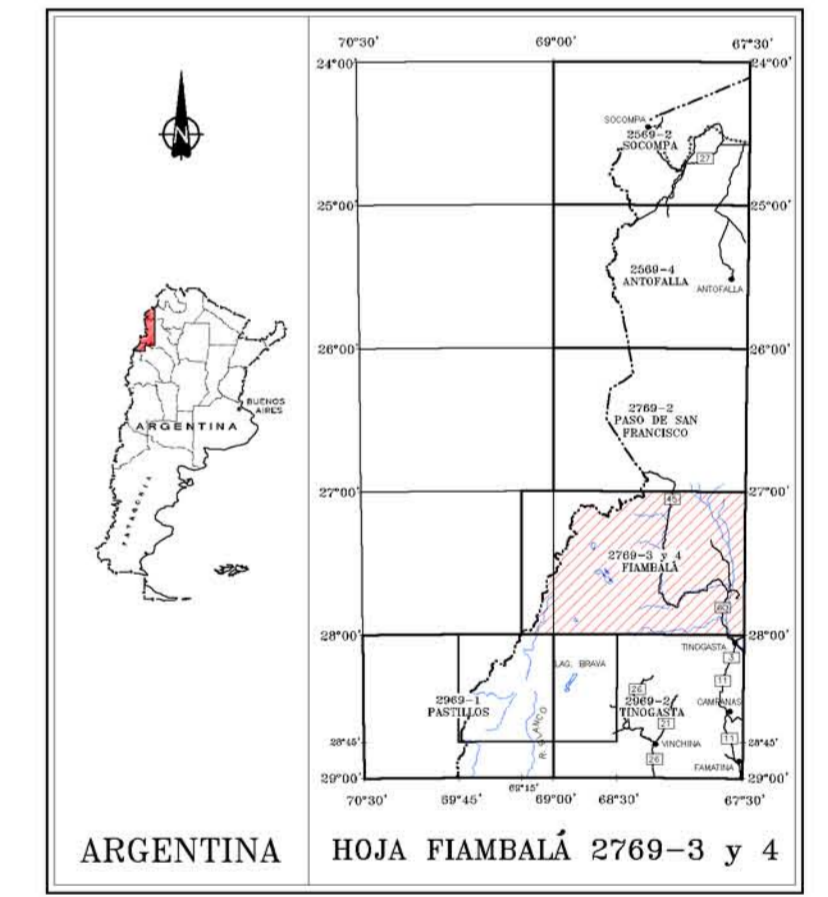 N
BUENOS
AIRES
ARGENTINA
PATAGONIA
ARGENTINA
70°30'
69°00'
67°30'
24°00'
24°00'
SOCOMPA
2569-2
SOCOMPA
27
25°00'
25°00'
2569-4
ANTOFALLA
ANTOFALLA
26°00'
26°00'
2769-2
PASO DE SAN
FRANCISCO
27°00'
27°00'
45
2769-3 y 4
FIAMBALÁ
28°00'
28°00'
TINOGASTA
3
LAG. BRAVA
11
26
2969-1
PASTILLOS
2969-2
TINOGASTA
CAMPANAS
21
R. BLANCO
11
28°45'
28°45'
VINCHINA
26
FAMATINA
29°00'
29°00'
70°30'
69°45'
69°15'
69°00'
68°30'
67°30'
HOJA FIAMBALÁ 2769-3 y 4